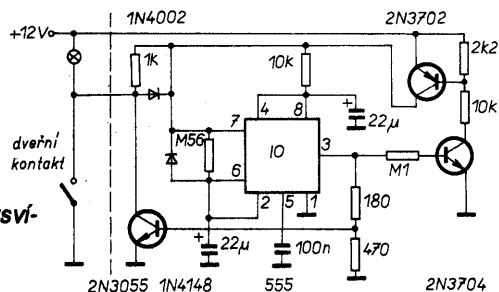 1N4002
2N3702
+12V
1k
10k
2k2
10k
4
8
+
22µ
7
M56
IO
dveřní
kontakt
6
3
M1
2
5
1
180
SVÍ-
+
22µ
100n
470
2N3055
1N4148
555
2N3704